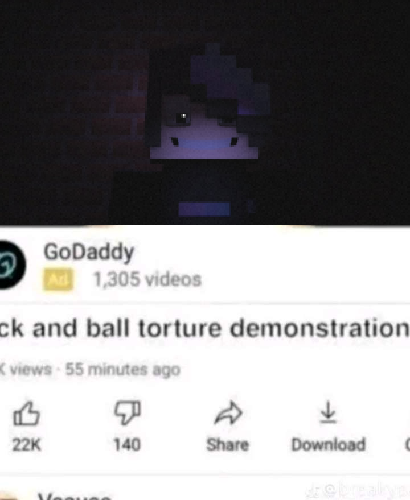 GoDaddy
Ad 1,305 videos
ck and ball torture demonstration
K views · 55 minutes ago
22K 140 Share Download